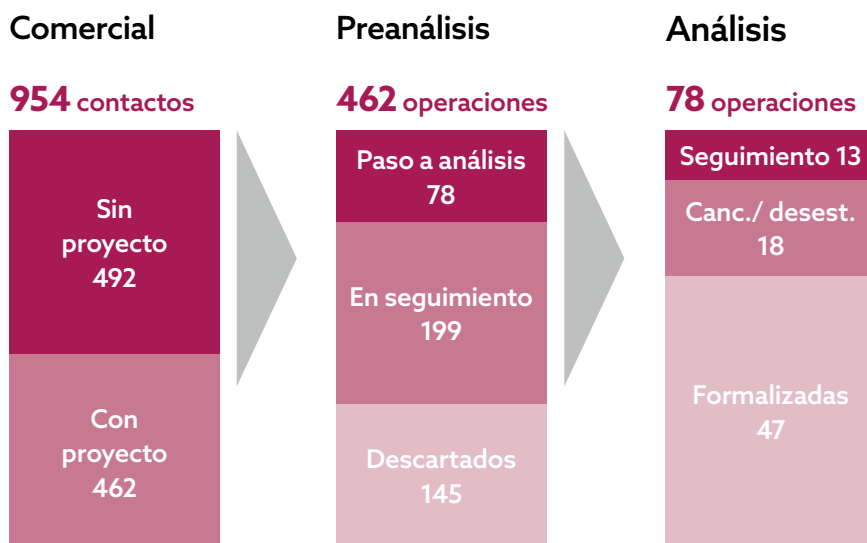 Comercial
954 contactos
Sin
proyecto
492
Con
proyecto
462
Preanálisis
462 operaciones
Paso a análisis
78
En seguimiento
199
Descartados
145
Análisis
78 operaciones
Seguimiento 13
Canc./ desest.
18
Formalizadas
47